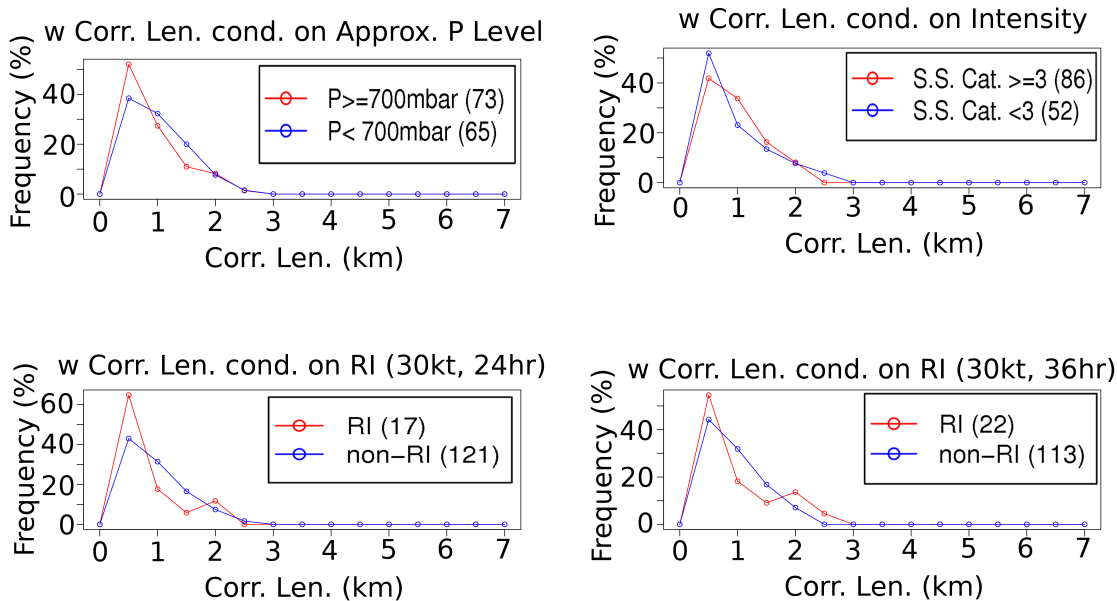 w Corr. Len. cond. on Approx. P Level
Frequency (%)
0 20 40
P>=700mbar (73)
P< 700mbar (65)
0 1 2 3 4 5 6 7
Corr. Len. (km)
w Corr. Len. cond. on Intensity
Frequency (%)
0 20 40
S.S. Cat. >=3 (86)
S.S. Cat. <3 (52)
0 1 2 3 4 5 6 7
Corr. Len. (km)
w Corr. Len. cond. on RI (30kt, 24hr)
Frequency (%)
0 20 40 60
RI (17)
non−RI (121)
0 1 2 3 4 5 6 7
Corr. Len. (km)
w Corr. Len. cond. on RI (30kt, 36hr)
Frequency (%)
0 20 40
RI (22)
non−RI (113)
0 1 2 3 4 5 6 7
Corr. Len. (km)